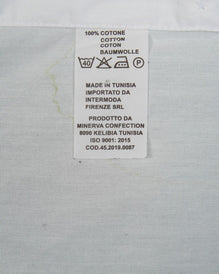 100% COTONE
COTTON
COTON
BAUMWOLLE
40 P
MADE IN TUNISIA
IMPORTATO DA
INTERMODA
FIRENZE SRL
PRODOTTO DA
MINERVA CONFECTION
8090 KELIBIA TUNISIA
ISO 9001: 2015
COD.45.2019.0087